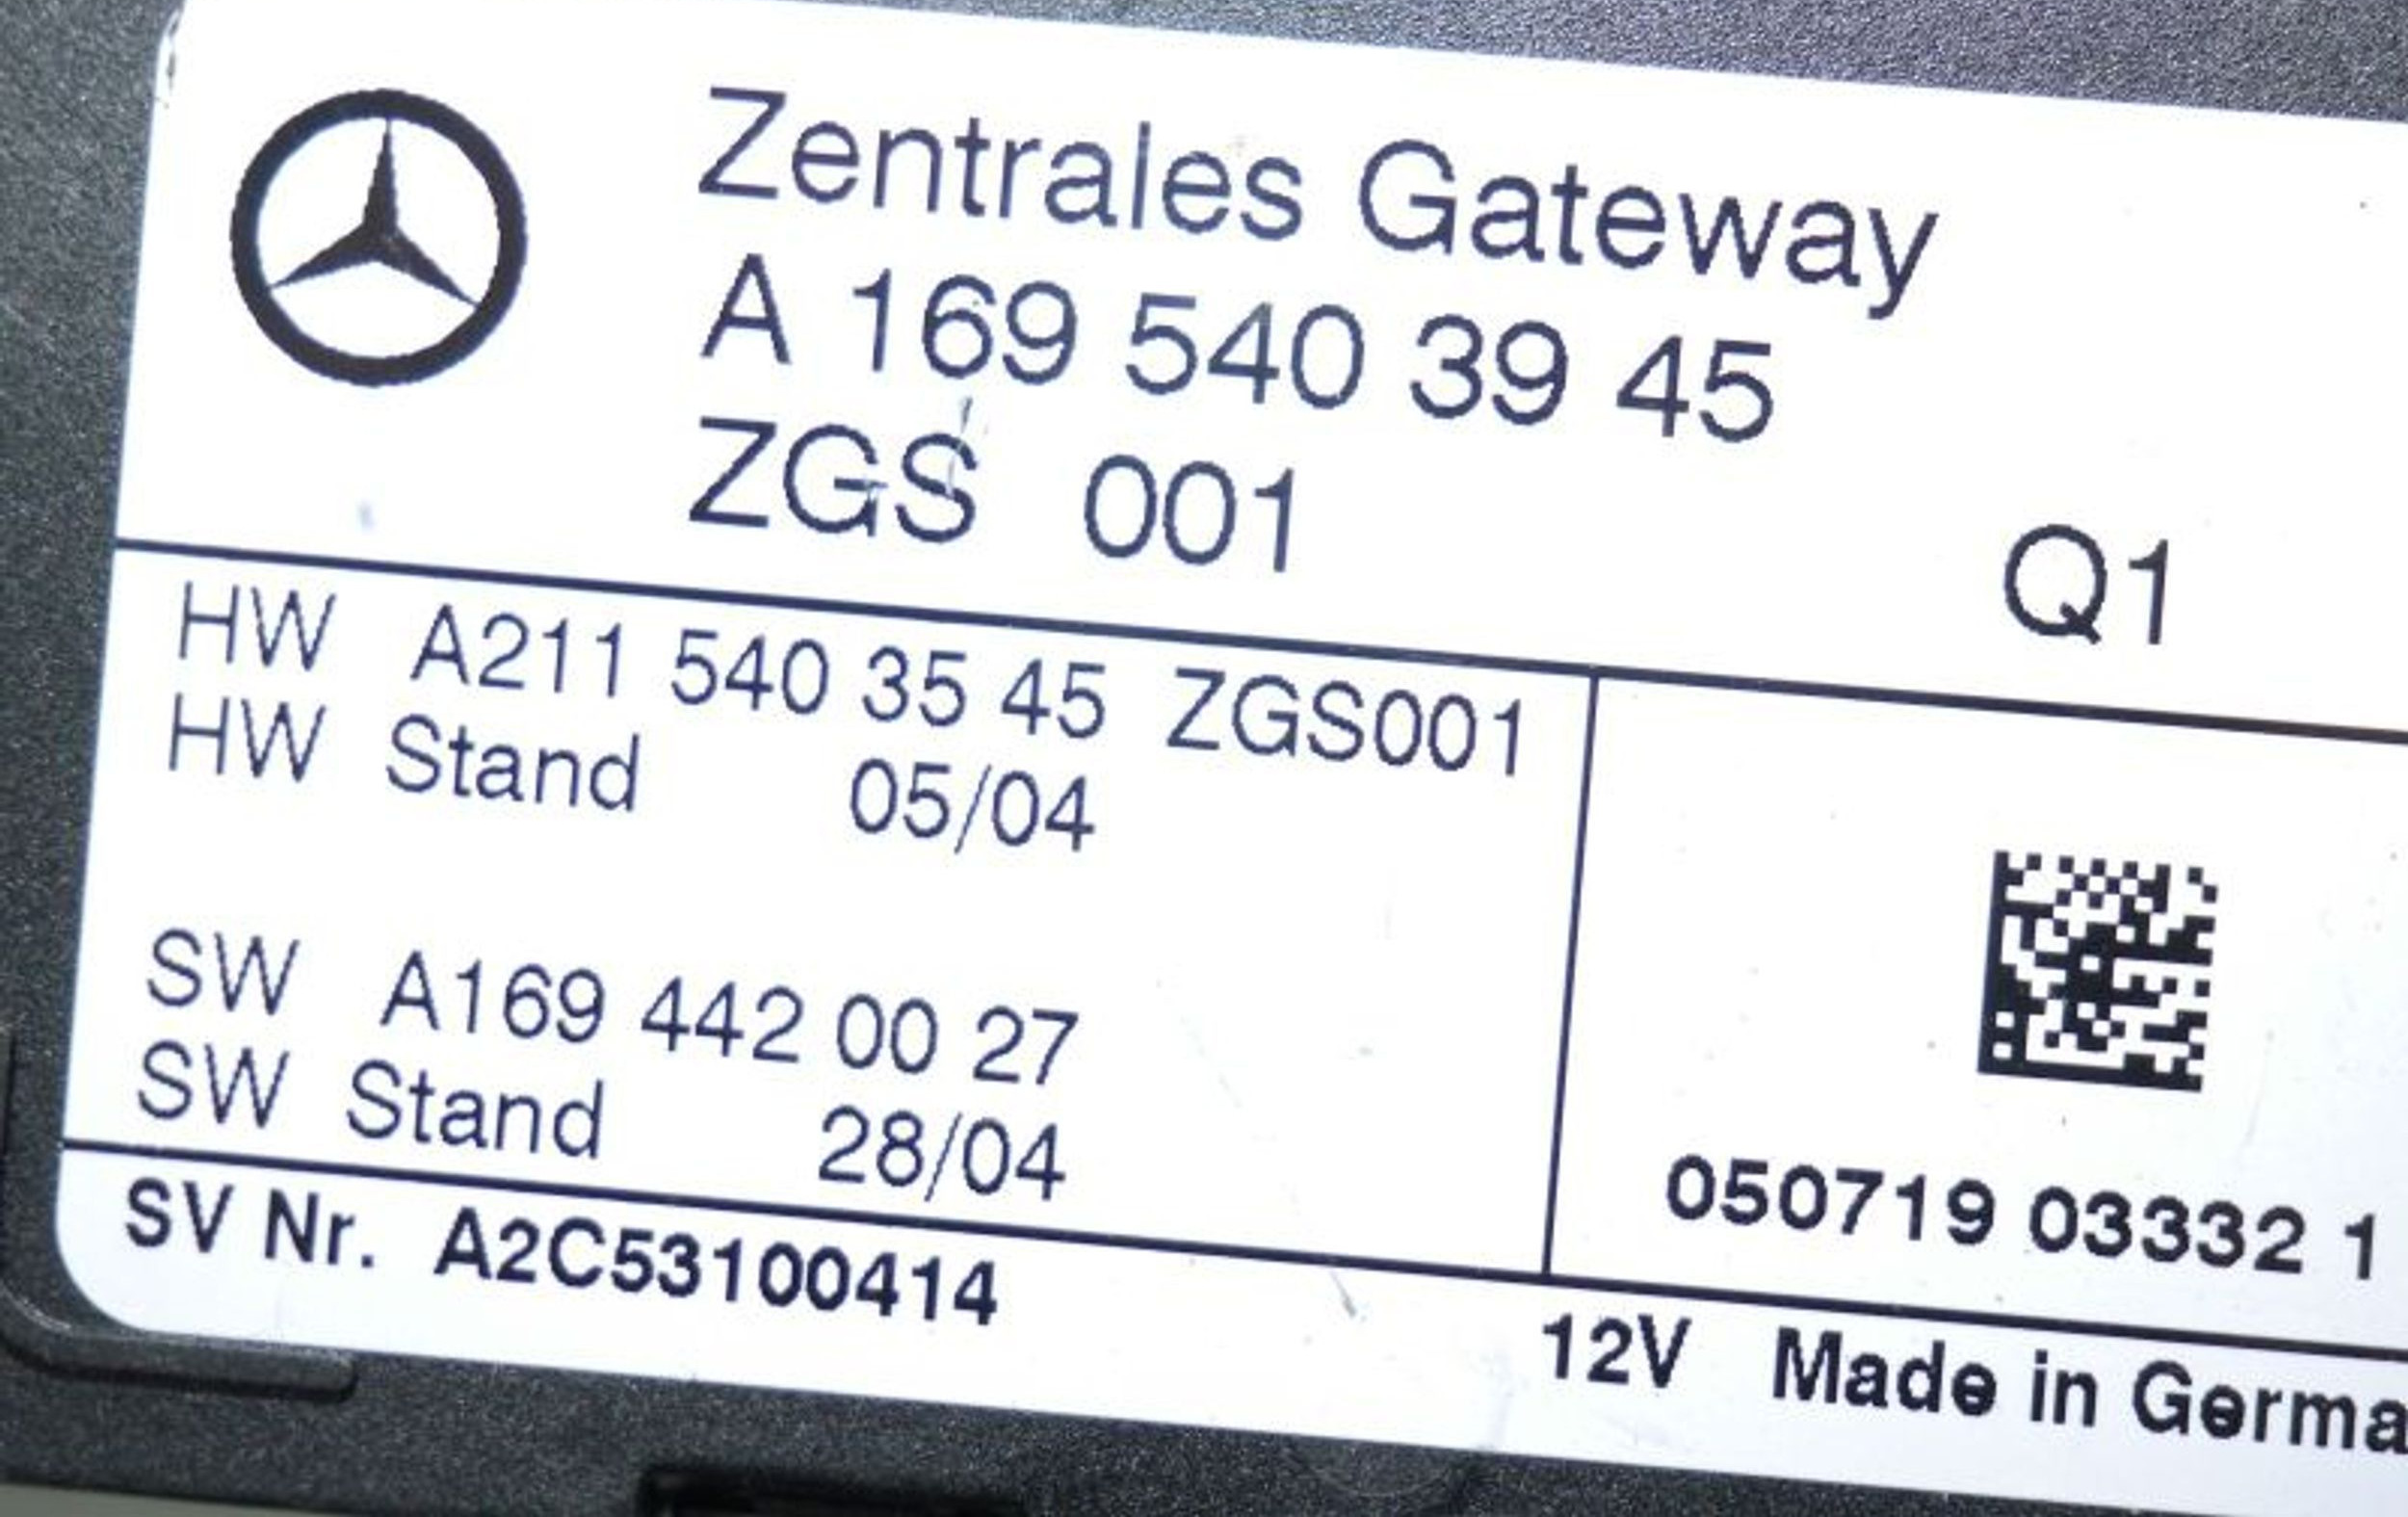 Zentrales Gateway
A 169 540 39 45
ZGS 001
Q1
HW A211 540 35 45 ZGS001
HW Stand 05/04
SW A169 442 00 27
SW Stand 28/04
050719 03332 1
SV Nr. A2C53100414
12V Made in Germa